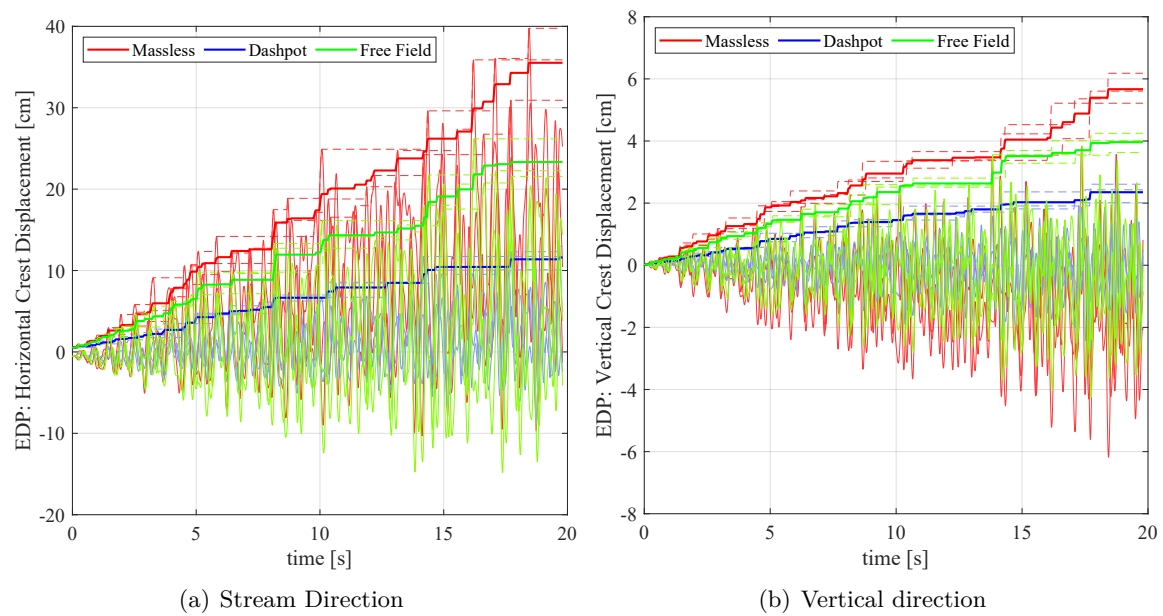 40
30
20
10
0
-10
-20
EDP: Horizontal Crest Displacement [cm]
Massless Dashpot Free Field
0 5 10 15 20
time [s]
(a) Stream Direction
8
6
4
2
0
-2
-4
-6
-8
EDP: Vertical Crest Displacement [cm]
Massless Dashpot Free Field
0 5 10 15 20
time [s]
(b) Vertical direction